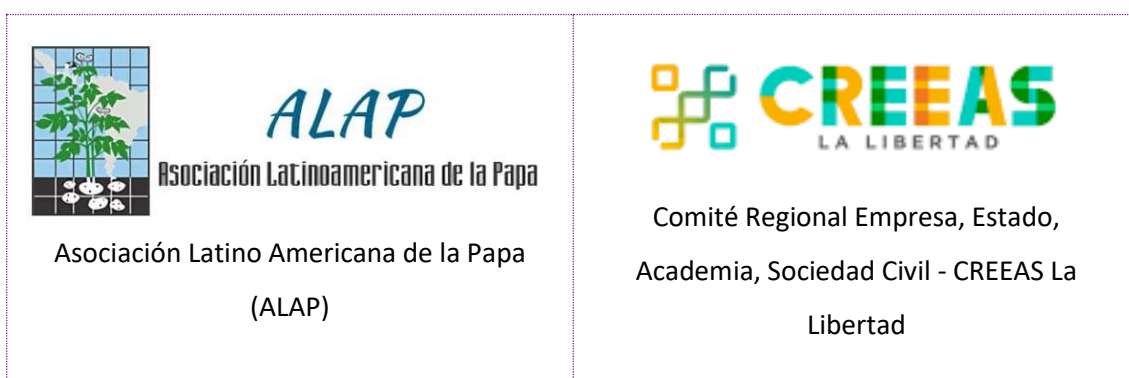 ALAP
Asociación Latinoamericana de la Papa
Asociación Latino Americana de la Papa
(ALAP)
CREEAS
LA LIBERTAD
Comité Regional Empresa, Estado,
Academia, Sociedad Civil - CREEAS La
Libertad